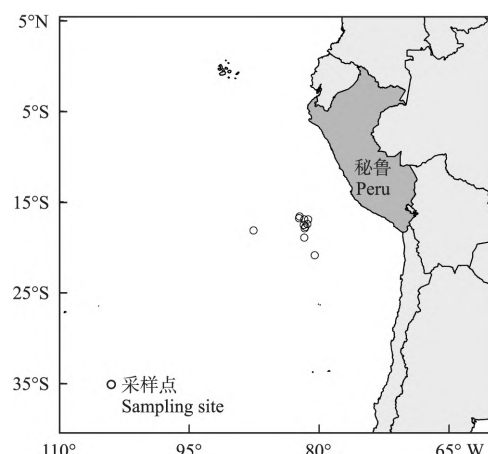 5°N
5°S
秘鲁
Peru
15°S
25°S
35°S
采样点
Sampling site
110°
95°
80°
65° W